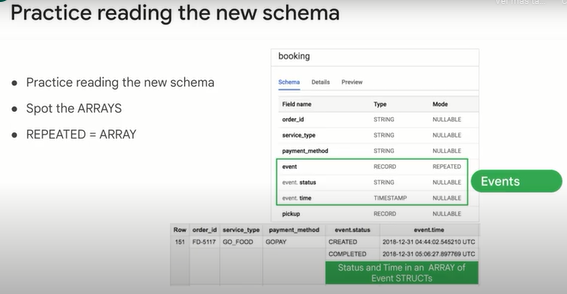 Practice reading the new schema
● Practice reading the new schema
● Spot the ARRAYS
● REPEATED = ARRAY
booking
Schema Details Preview
Field name Type Mode
order_id STRING NULLABLE
service_type STRING NULLABLE
payment_method STRING NULLABLE
event RECORD REPEATED
event. status STRING NULLABLE
event. time TIMESTAMP NULLABLE
pickup RECORD NULLABLE
Events
Row order_id service_type payment_method event.status event.time
151 FD-5117 GO_FOOD GOPAY CREATED 2018-12-31 04:44:02.545210 UTC
COMPLETED 2018-12-31 05:06:27.897769 UTC
Status and Time in an ARRAY of
Event STRUCTs